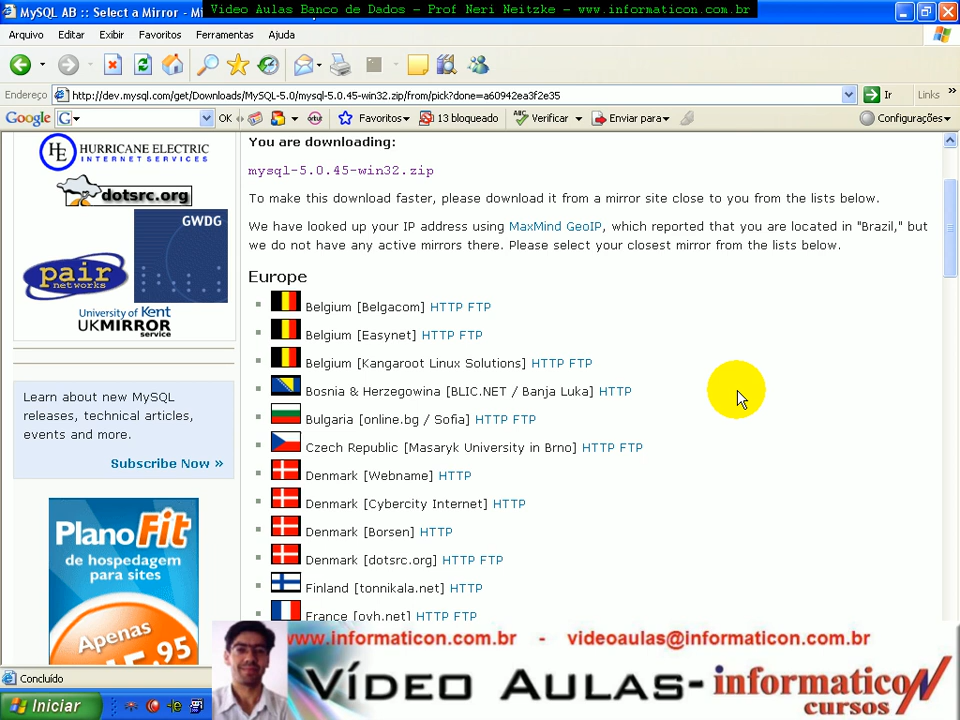 MySQL AB :: Select a Mirror - Mi
Video Aulas Banco de Dados - Prof Neri Neitzke - www.informaticon.com.br
Arquivo Editar Exibir Favoritos Ferramentas Ajuda
Endereço http://dev.mysql.com/get/Downloads/MySQL-5.0/mysql-5.0.45-win32.zip/from/pick?done=a60942ea3f2e35 Ir Links »
Google G OK Favoritos 13 bloqueado Verificar Enviar para Configurações
HURRICANE ELECTRIC
INTERNET SERVICES
dotsrc.org
GWDG
pair
NETWORKS
University of Kent
UKMIRROR
service
Learn about new MySQL
releases, technical articles,
events and more.
Subscribe Now »
PlanoFit
de hospedagem
para sites
Apenas
You are downloading:
mysql-5.0.45-win32.zip
To make this download faster, please download it from a mirror site close to you from the lists below.
We have looked up your IP address using MaxMind GeoIP, which reported that you are located in "Brazil," but
we do not have any active mirrors there. Please select your closest mirror from the lists below.
Europe
Belgium [Belgacom] HTTP FTP
Belgium [Easynet] HTTP FTP
Belgium [Kangaroot Linux Solutions] HTTP FTP
Bosnia & Herzegowina [BLIC.NET / Banja Luka] HTTP
Bulgaria [online.bg / Sofia] HTTP FTP
Czech Republic [Masaryk University in Brno] HTTP FTP
Denmark [Webname] HTTP
Denmark [Cybercity Internet] HTTP
Denmark [Borsen] HTTP
Denmark [dotsrc.org] HTTP FTP
Finland [tonnikala.net] HTTP
France [ovh.net] HTTP FTP
www.informaticon.com.br - videoaulas@informaticon.com.br
VÍDEO AULAS- informaticon
cursos
Concluído
Iniciar